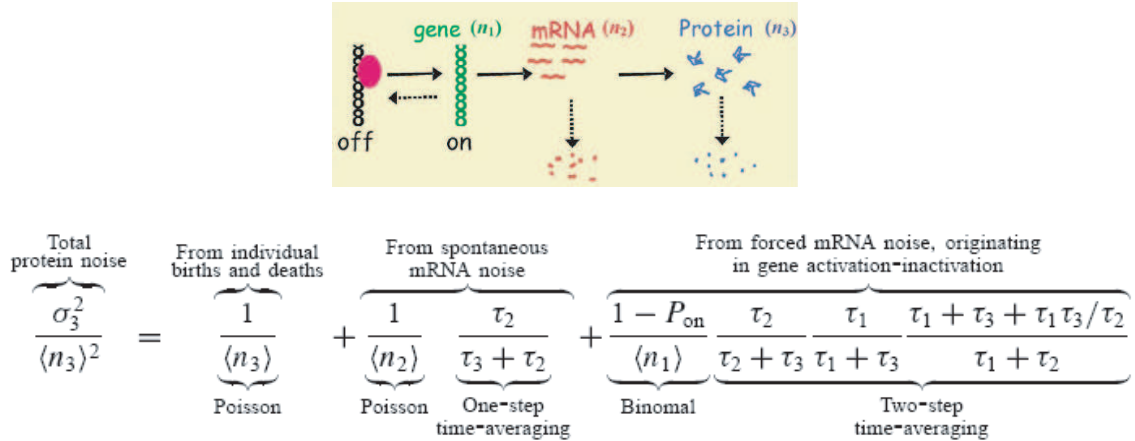 gene (n₁) mRNA (n₂) Protein (n₃)
off on
Total
protein noise
From individual
births and deaths
From spontaneous
mRNA noise
From forced mRNA noise, originating
in gene activation-inactivation
σ₃²/⟨n₃⟩² = 1/⟨n₃⟩ + 1/⟨n₂⟩ τ₂/(τ₃ + τ₂) + (1 − Pon)/⟨n₁⟩ τ₂/(τ₂ + τ₃) τ₁/(τ₁ + τ₃) (τ₁ + τ₃ + τ₁τ₃/τ₂)/(τ₁ + τ₂)
Poisson
Poisson
One-step
time-averaging
Binomal
Two-step
time-averaging